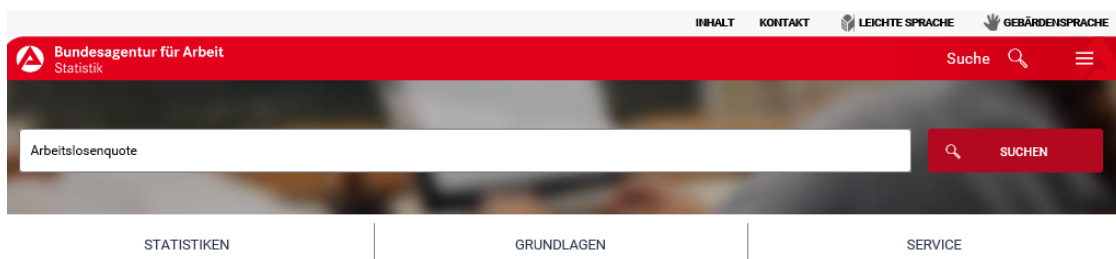 INHALT KONTAKT LEICHTE SPRACHE GEBÄRDENSPRACHE
Bundesagentur für Arbeit
Statistik
Suche
Arbeitslosenquote
SUCHEN
STATISTIKEN GRUNDLAGEN SERVICE